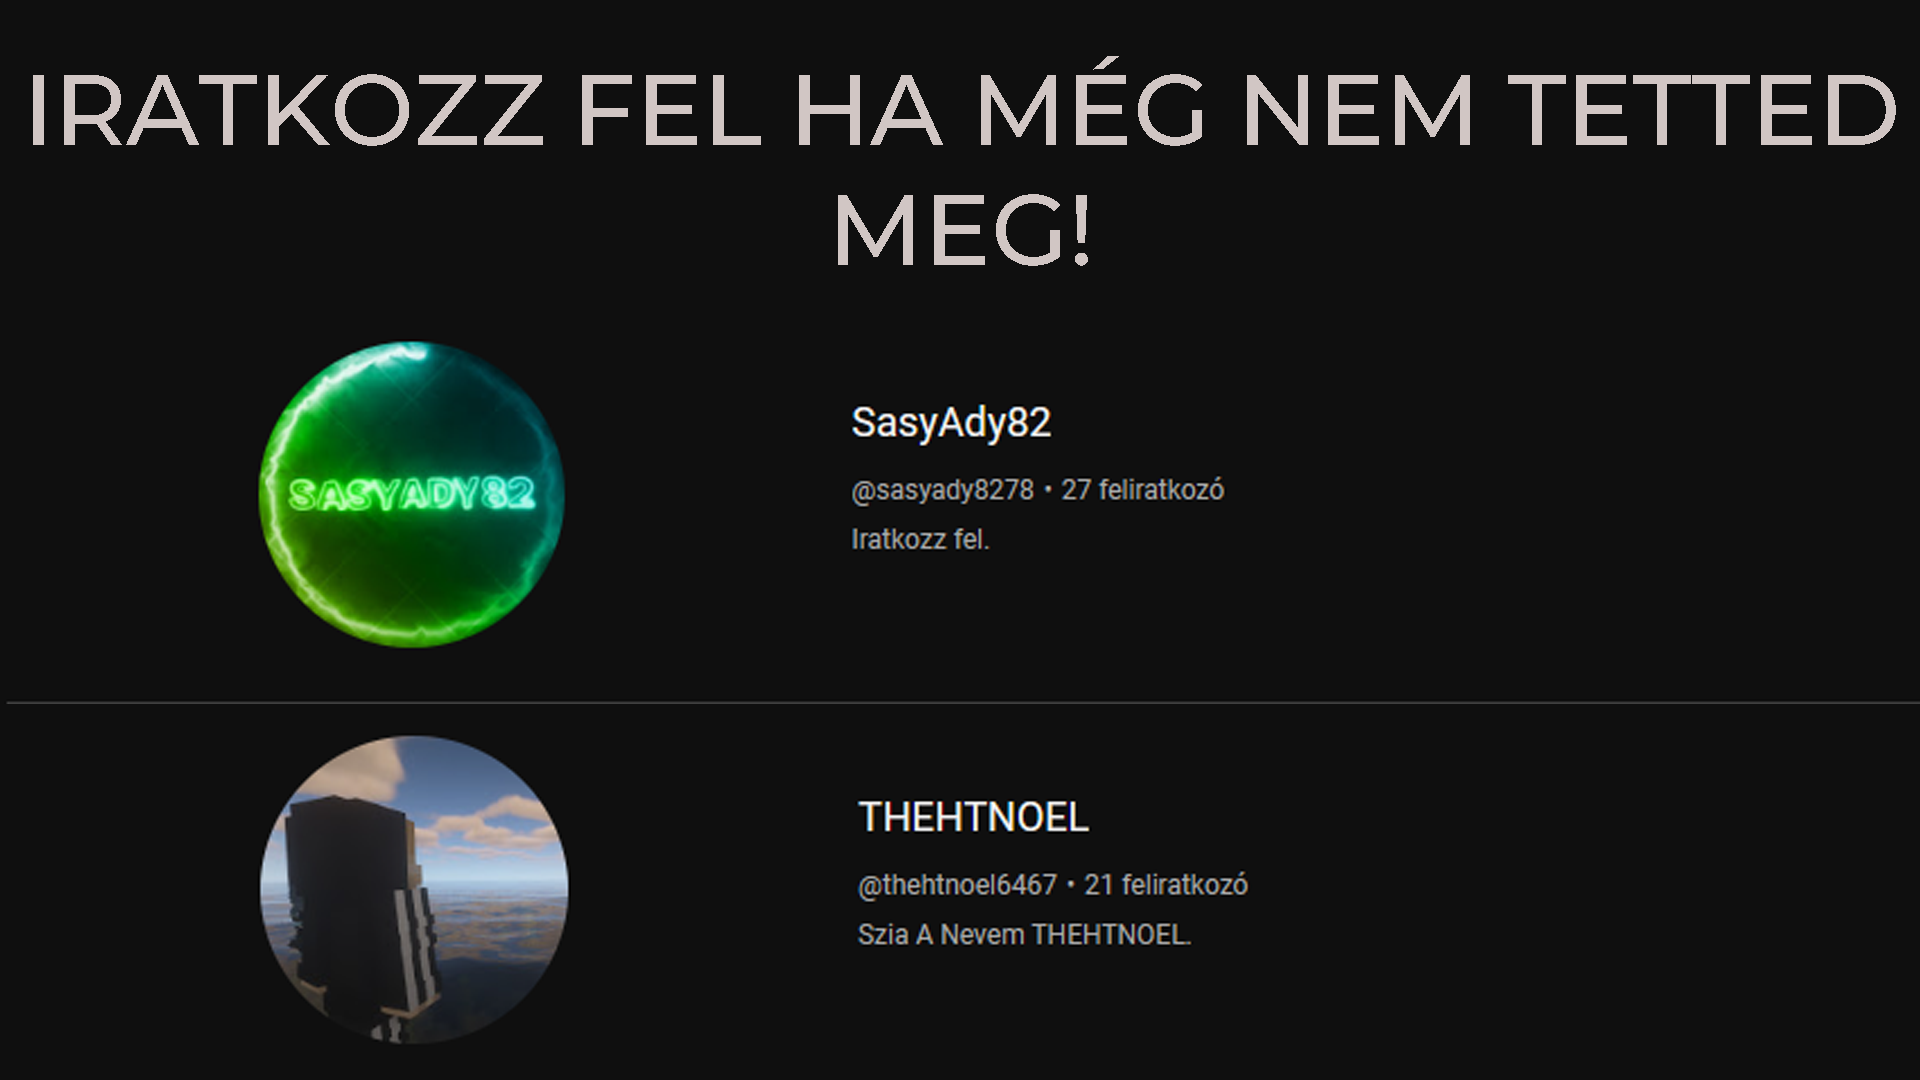 IRATKOZZ FEL HA MÉG NEM TETTED
MEG!
SASYADY82
SasyAdy82
@sasyady8278 • 27 feliratkozó
Iratkozz fel.
THEHTNOEL
@thehtnoel6467 • 21 feliratkozó
Szia A Nevem THEHTNOEL.